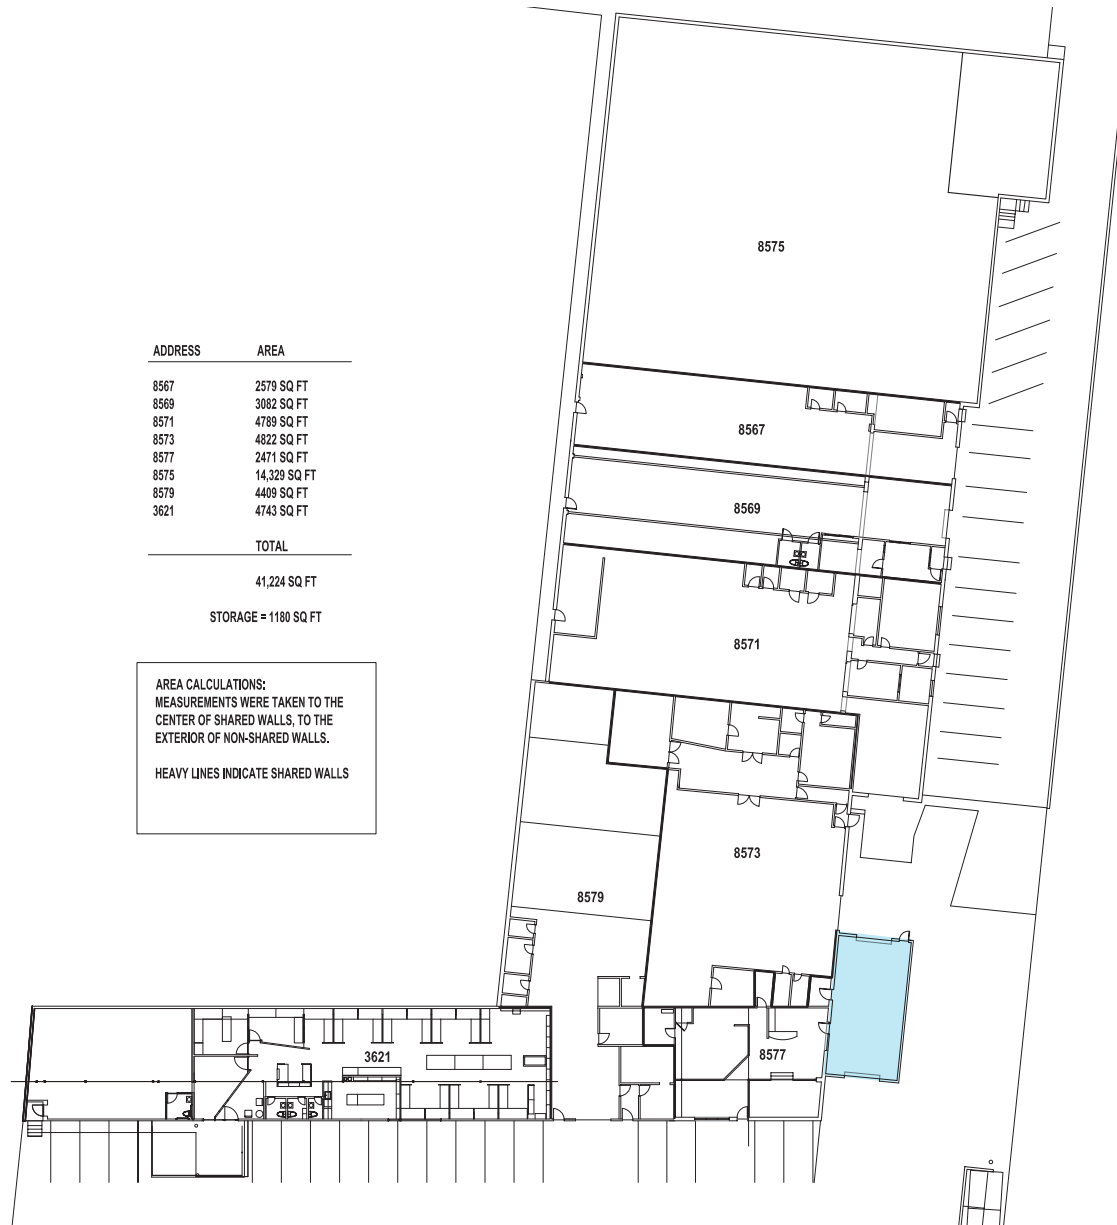 8575
ADDRESS AREA
8567 2579 SQ FT
8569 3082 SQ FT
8571 4789 SQ FT
8573 4822 SQ FT
8577 2471 SQ FT
8575 14,329 SQ FT
8579 4409 SQ FT
3621 4743 SQ FT
TOTAL
41,224 SQ FT
STORAGE = 1180 SQ FT
AREA CALCULATIONS:
MEASUREMENTS WERE TAKEN TO THE
CENTER OF SHARED WALLS, TO THE
EXTERIOR OF NON-SHARED WALLS.
HEAVY LINES INDICATE SHARED WALLS
8567
8569
8571
8573
8579
3621
8577